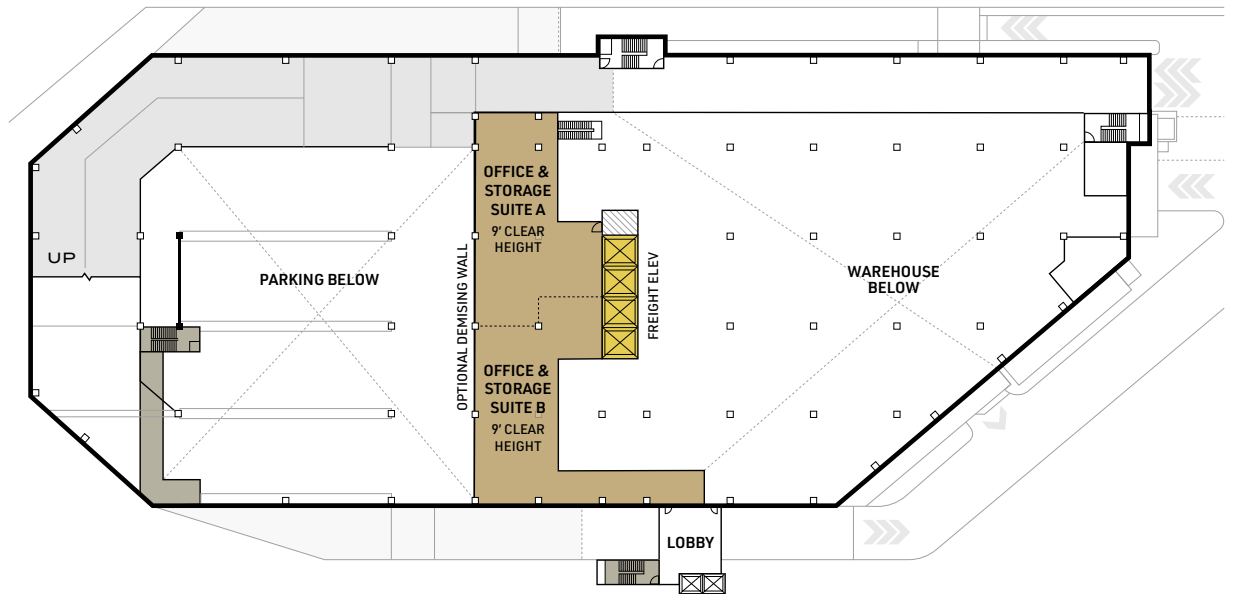 OFFICE &
STORAGE
SUITE A
9' CLEAR
HEIGHT
UP
PARKING BELOW
OPTIONAL DEMISING WALL
FREIGHT ELEV
WAREHOUSE
BELOW
OFFICE &
STORAGE
SUITE B
9' CLEAR
HEIGHT
LOBBY